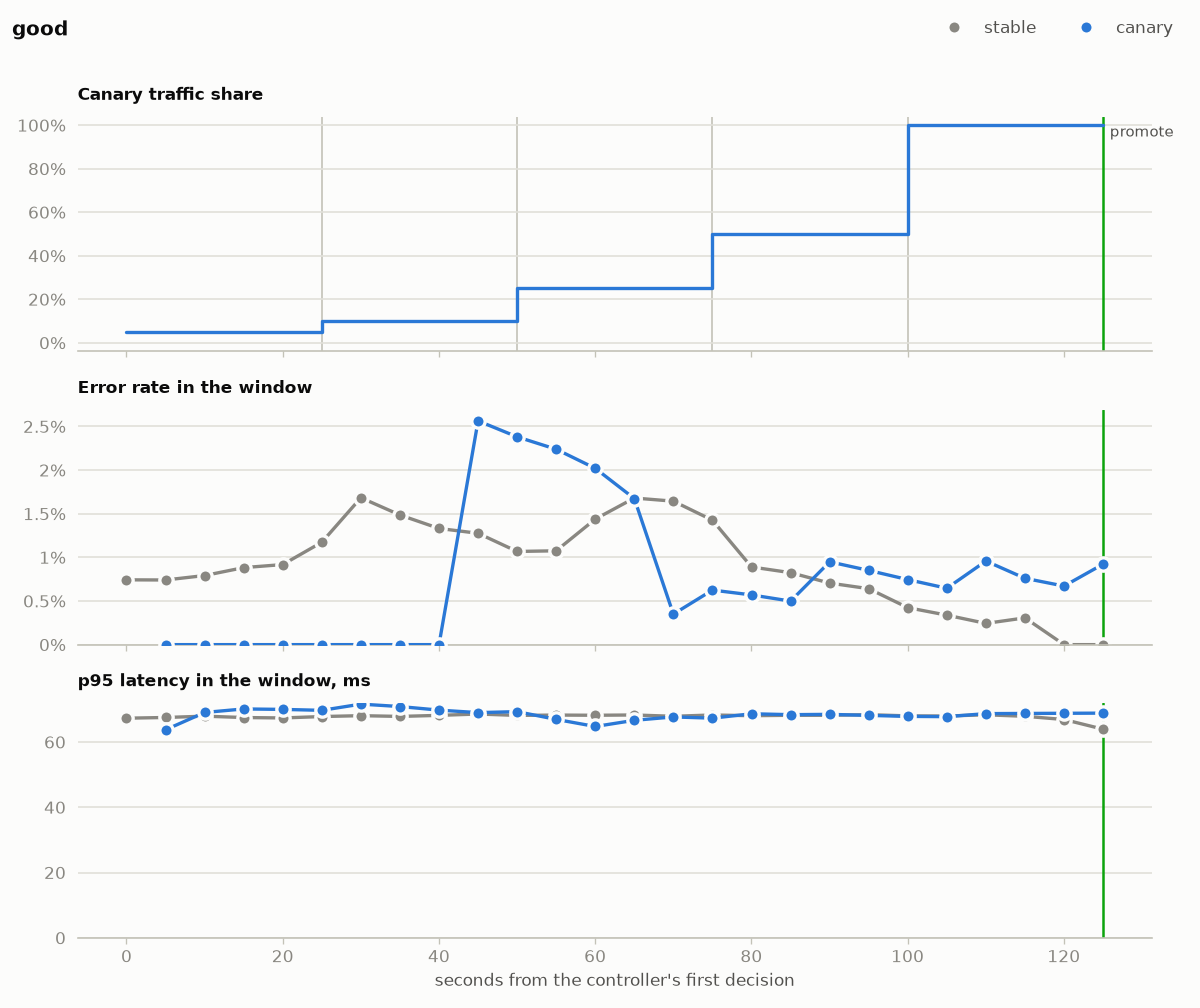 good
stable canary
Canary traffic share
100%
promote
80%
60%
40%
20%
0%
Error rate in the window
2.5%
2%
1.5%
1%
0.5%
0%
p95 latency in the window, ms
60
40
20
0
0 20 40 60 80 100 120
seconds from the controller's first decision